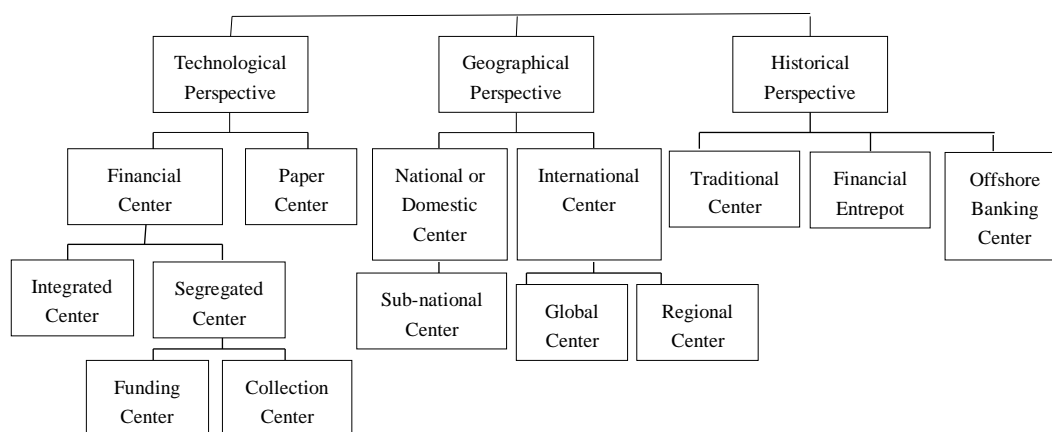 Technological
Perspective
Geographical
Perspective
Historical
Perspective
Financial
Center
Paper
Center
National or
Domestic
Center
International
Center
Traditional
Center
Financial
Entrepot
Offshore
Banking
Center
Integrated
Center
Segregated
Center
Sub-national
Center
Global
Center
Regional
Center
Funding
Center
Collection
Center